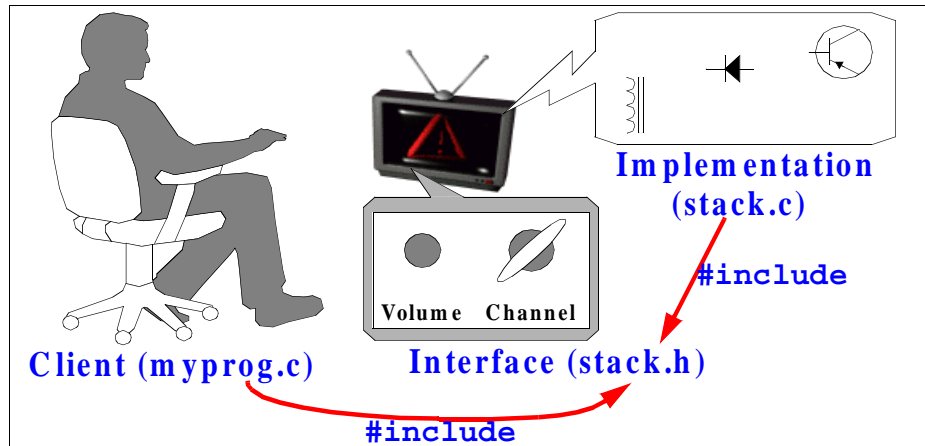 Implementation
(stack.c)
#include
Volume Channel
Client (myprog.c)
Interface (stack.h)
#include